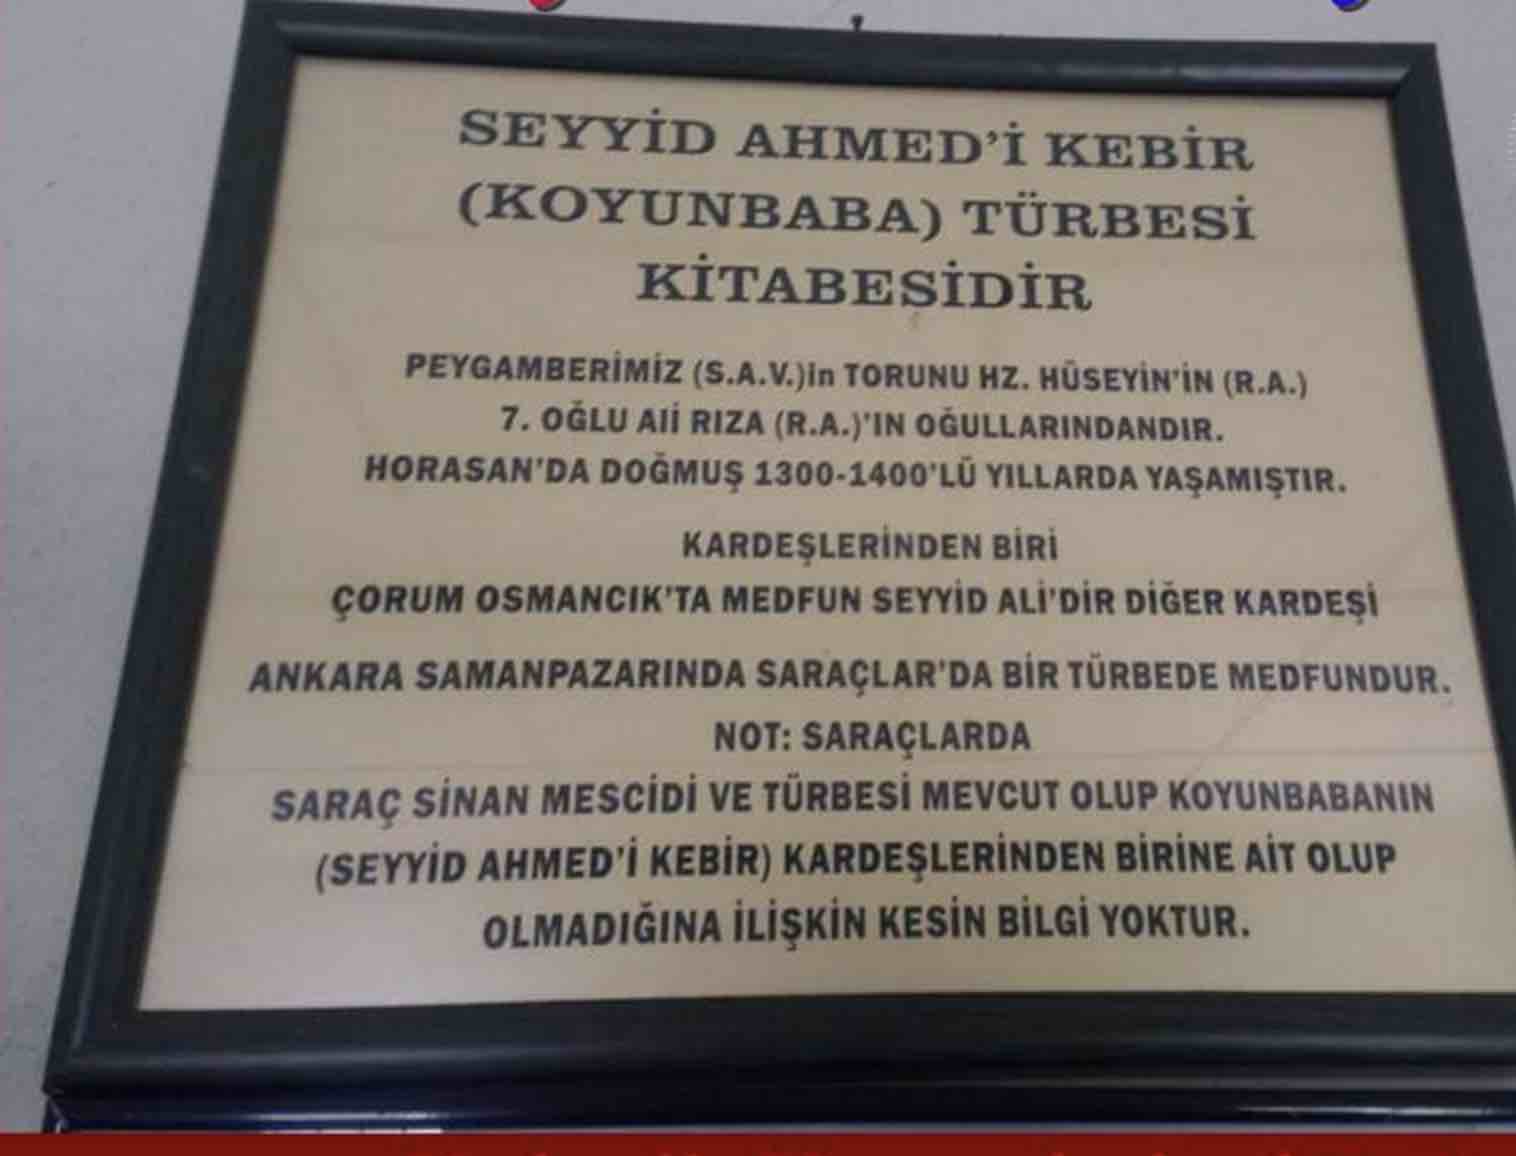 SEYYİD AHMED'İ KEBİR
(KOYUNBABA) TÜRBESİ
KİTABESİDİR
PEYGAMBERİMİZ (S.A.V.)in TORUNU HZ. HÜSEYİN'İN (R.A.)
7. OĞLU Alİ RIZA (R.A.)'IN OĞULLARINDANDIR.
HORASAN'DA DOĞMUŞ 1300-1400'LÜ YILLARDA YAŞAMIŞTIR.
KARDEŞLERİNDEN BİRİ
ÇORUM OSMANCIK'TA MEDFUN SEYYİD ALİ'DİR DİĞER KARDEŞİ
ANKARA SAMANPAZARINDA SARAÇLAR'DA BİR TÜRBEDE MEDFUNDUR.
NOT: SARAÇLARDA
SARAÇ SİNAN MESCİDİ VE TÜRBESİ MEVCUT OLUP KOYUNBABANIN
(SEYYİD AHMED'İ KEBİR) KARDEŞLERİNDEN BİRİNE AİT OLUP
OLMADIĞINA İLİŞKİN KESİN BİLGİ YOKTUR.